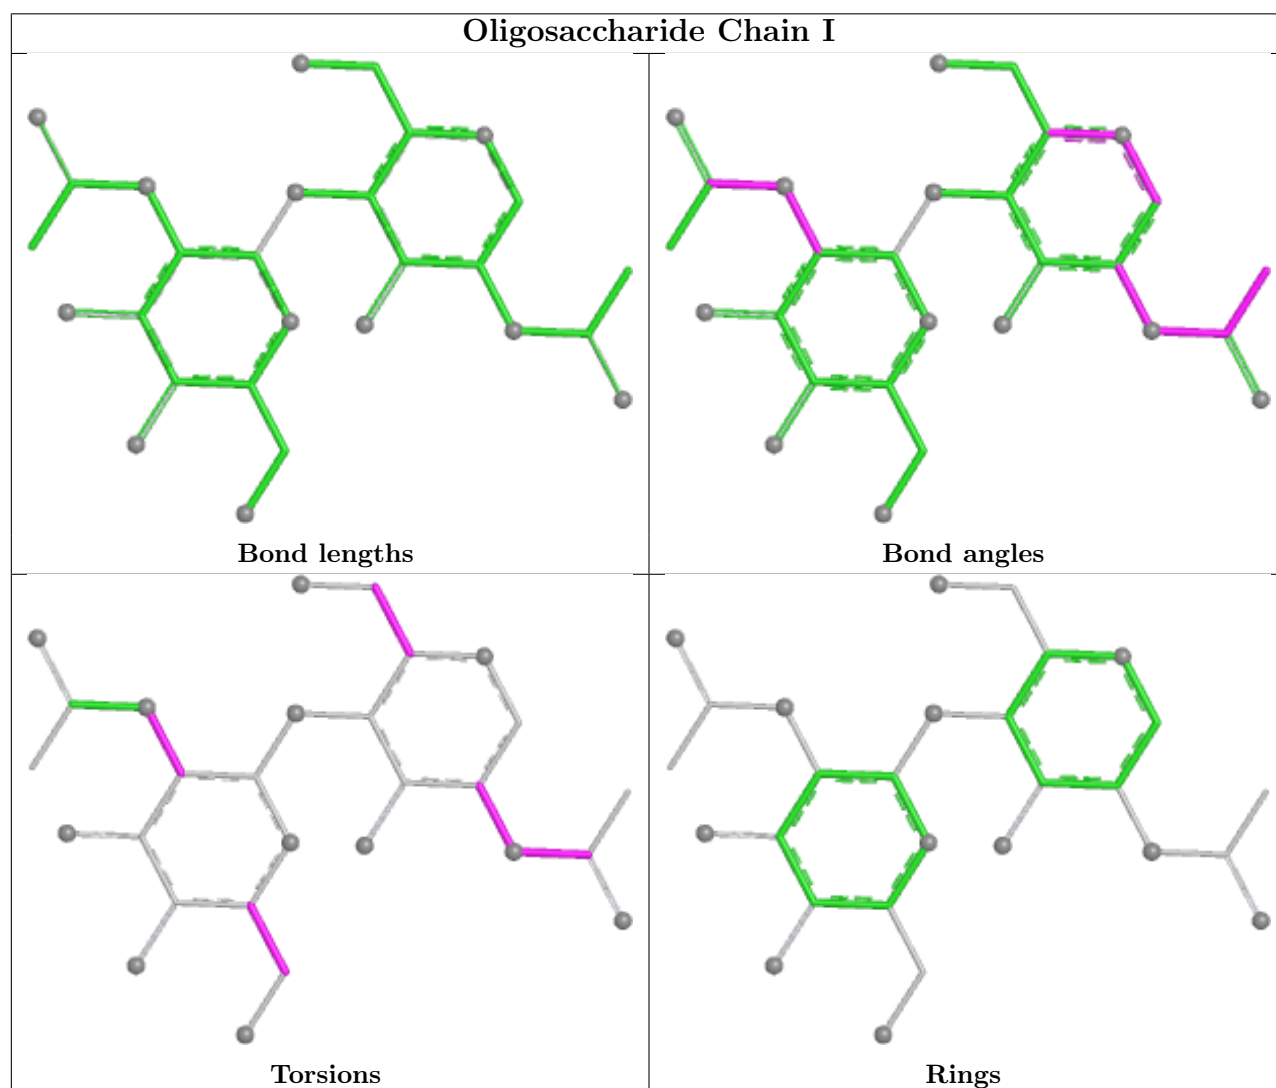 Oligosaccharide Chain I
Bond lengths
Bond angles
Torsions
Rings